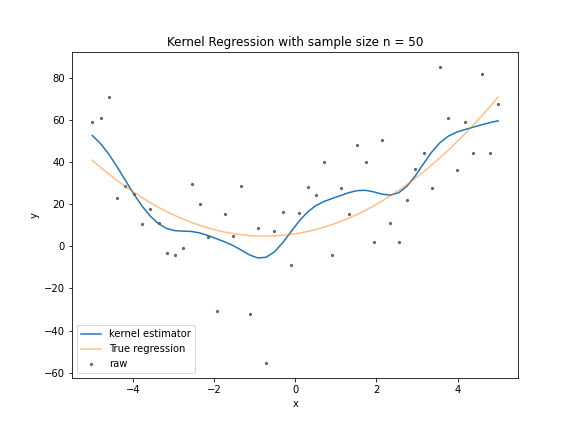 Kernel Regression with sample size n = 50
80
60
40
20
0
−20
−40
−60
y
kernel estimator
True regression
raw
−4
−2
0
2
4
x